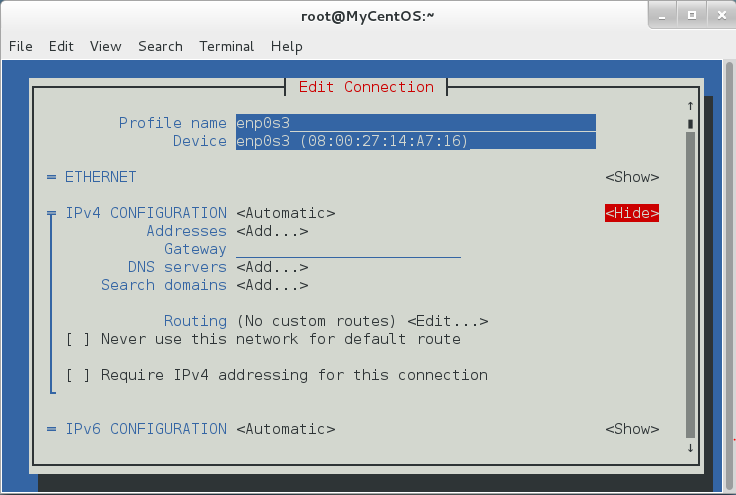 root@MyCentOS:~
File Edit View Search Terminal Help
Edit Connection
Profile name enp0s3
Device enp0s3 (08:00:27:14:A7:16)
= ETHERNET <Show>
= IPv4 CONFIGURATION <Automatic> <Hide>
Addresses <Add...>
Gateway
DNS servers <Add...>
Search domains <Add...>
Routing (No custom routes) <Edit...>
[ ] Never use this network for default route
[ ] Require IPv4 addressing for this connection
= IPv6 CONFIGURATION <Automatic> <Show>